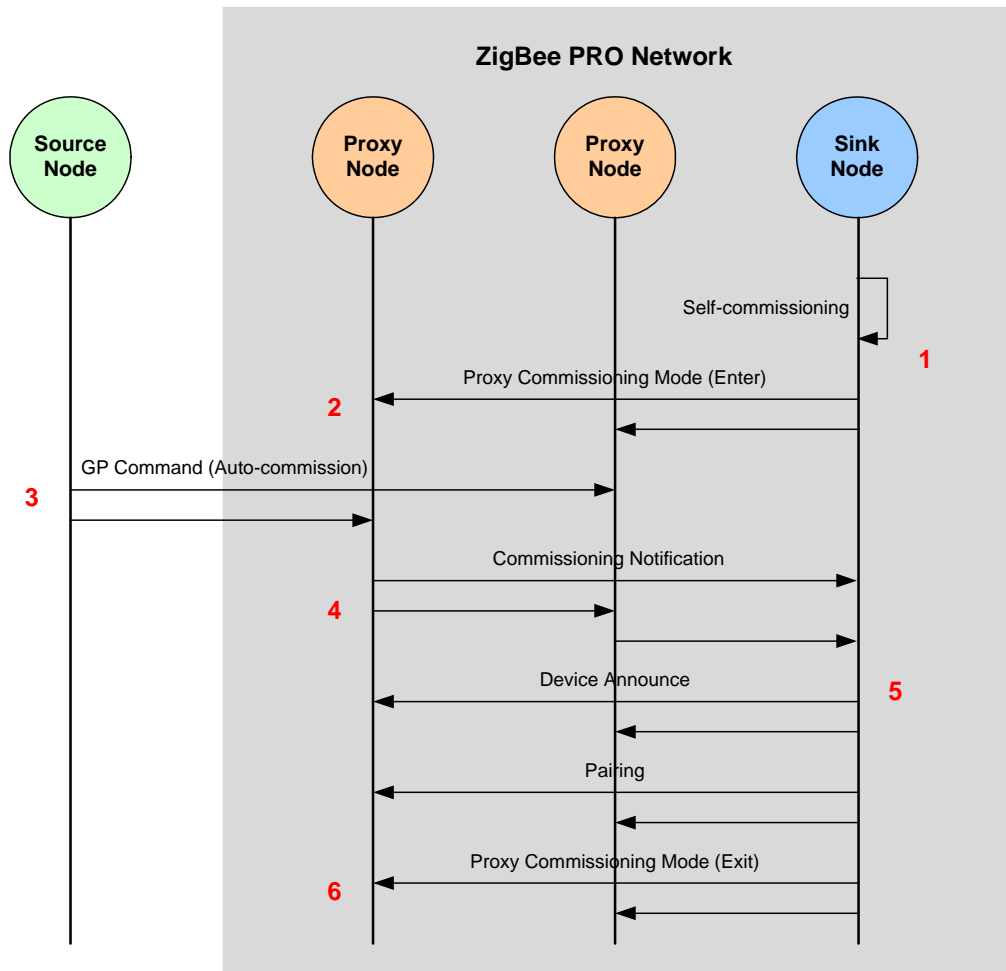 ZigBee PRO Network
Source
Node
Proxy
Node
Proxy
Node
Sink
Node
Self-commissioning
1
Proxy Commissioning Mode (Enter)
2
GP Command (Auto-commission)
3
Commissioning Notification
4
Device Announce
5
Pairing
Proxy Commissioning Mode (Exit)
6